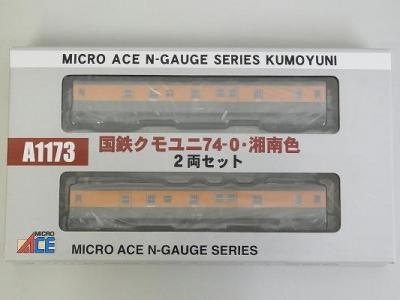 MICRO ACE N-GAUGE SERIES KUMOYUNI
A1173
国鉄クモユニ74-0・湘南色
2両セット
MICRO
ACE
MICRO ACE N-GAUGE SERIES